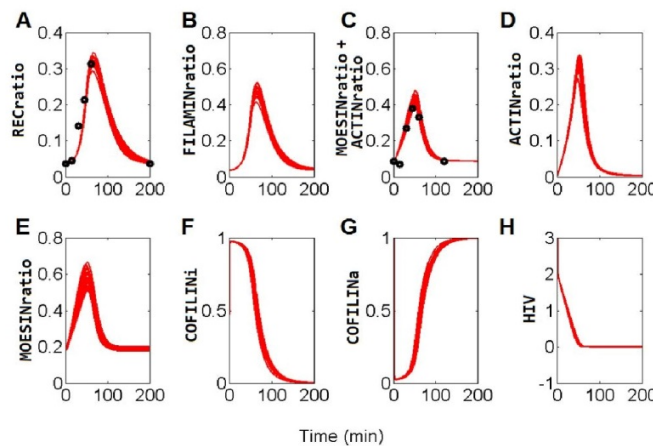 A
RECratio
0.4
0.3
0.2
0.1
0
0 100 200
B
FILAMINratio
0.8
0.6
0.4
0.2
0
0 100 200
C
MOESINratio +
ACTINratio
0.8
0.6
0.4
0.2
0
0 100 200
D
ACTINratio
0.4
0.3
0.2
0.1
0
0 100 200
E
MOESINratio
0.8
0.6
0.4
0.2
0
0 100 200
F
COFILINi
1
0.5
0
0 100 200
G
COFILINa
1
0.5
0
0 100 200
H
HIV
3
2
1
0
-1
0 100 200
Time (min)